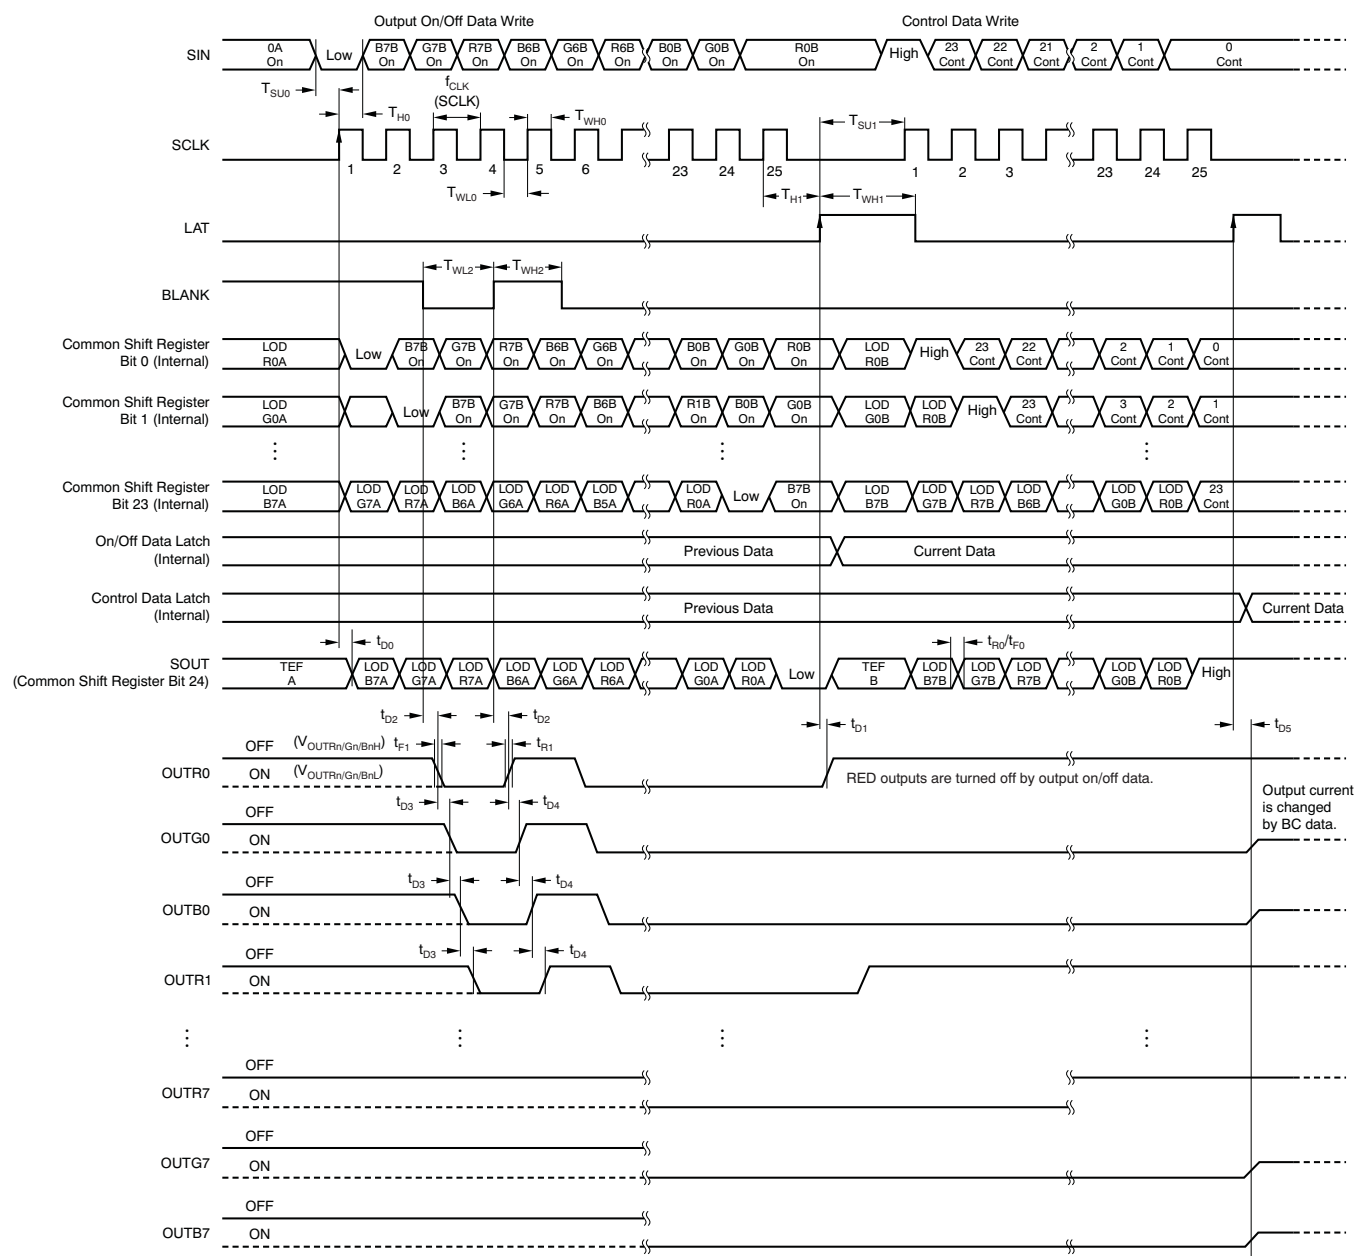 Output On/Off Data Write Control Data Write
SIN 0A On Low B7B On G7B On R7B On B6B On G6B On R6B On B0B On G0B On R0B On High 23 Cont 22 Cont 21 Cont 2 Cont 1 Cont 0 Cont
TSU0 TH0 fCLK (SCLK) TWH0 TSU1
SCLK 1 2 3 4 5 6 23 24 25 1 2 3 23 24 25
TWL0 TH1 TWH1
LAT
TWL2 TWH2
BLANK
Common Shift Register Bit 0 (Internal) LOD R0A Low B7B On G7B On R7B On B6B On G6B On B0B On G0B On R0B On LOD R0B High 23 Cont 22 Cont 2 Cont 1 Cont 0 Cont
Common Shift Register Bit 1 (Internal) LOD G0A Low B7B On G7B On R7B On B6B On R1B On B0B On G0B On LOD G0B LOD R0B High 23 Cont 3 Cont 2 Cont 1 Cont
Common Shift Register Bit 23 (Internal) LOD B7A LOD G7A LOD R7A LOD B6A LOD G6A LOD R6A LOD B5A LOD R0A Low B7B On LOD B7B LOD G7B LOD R7B LOD B6B LOD G0B LOD R0B 23 Cont
On/Off Data Latch (Internal) Previous Data Current Data
Control Data Latch (Internal) Previous Data Current Data
tD0 tR0/tF0
SOUT (Common Shift Register Bit 24) TEF A LOD B7A LOD G7A LOD R7A LOD B6A LOD G6A LOD R6A LOD G0A LOD R0A Low TEF B LOD B7B LOD G7B LOD R7B LOD G0B LOD R0B High
tD2 tD2 tD1 tD5
OFF (VOUTRn/Gn/BnH) tF1 tR1
OUTR0 ON (VOUTRn/Gn/BnL) RED outputs are turned off by output on/off data.
tD3 tD4 Output current is changed by BC data.
OFF
OUTG0 ON
tD3 tD4
OFF
OUTB0 ON
tD3 tD4
OFF
OUTR1 ON
OFF
OUTR7 ON
OFF
OUTG7 ON
OFF
OUTB7 ON